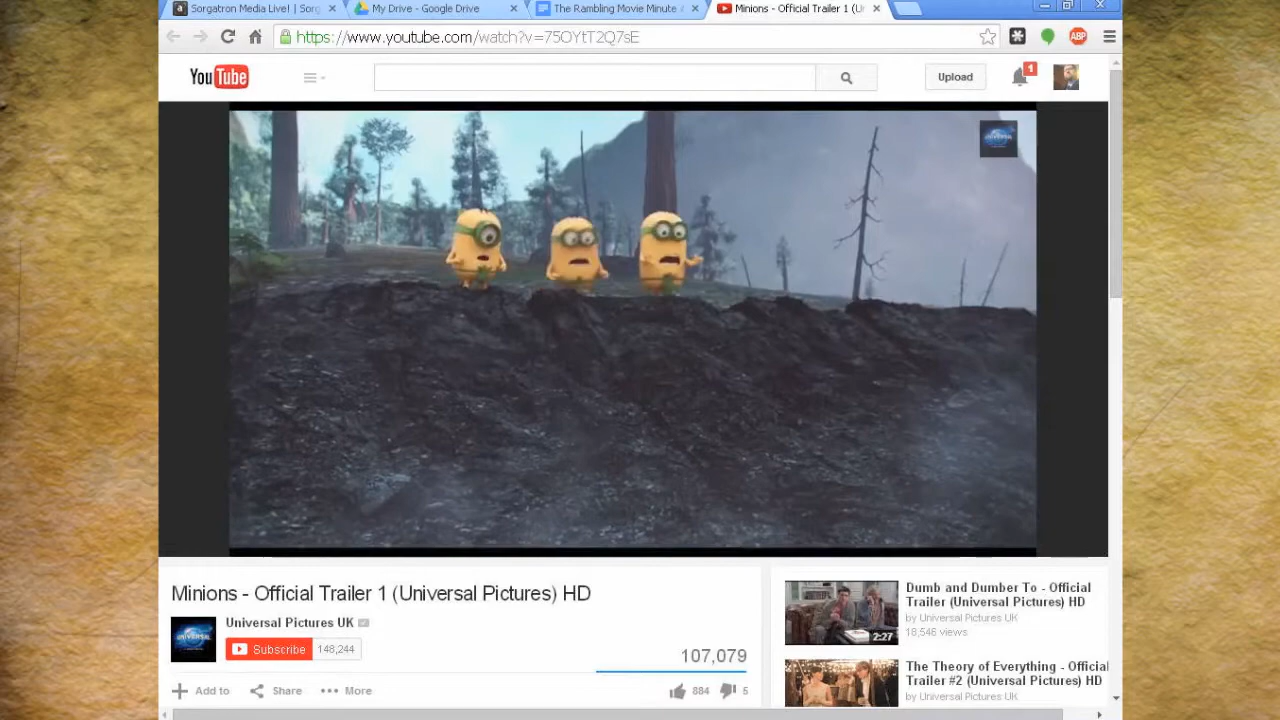 Sorgatron Media Live! | Sorg
My Drive - Google Drive
The Rambling Movie Minute
Minions - Official Trailer 1 (Ur
https://www.youtube.com/watch?v=75OYtT2Q7sE
ABP
YouTube
Upload
1
UNIVERSAL
Minions - Official Trailer 1 (Universal Pictures) HD
Universal Pictures UK
UNIVERSAL
Subscribe 148,244
107,079
Add to Share More 884 5
Dumb and Dumber To - Official
Trailer (Universal Pictures) HD
by Universal Pictures UK
18,546 views
2:27
The Theory of Everything - Official
Trailer #2 (Universal Pictures) HD
by Universal Pictures UK